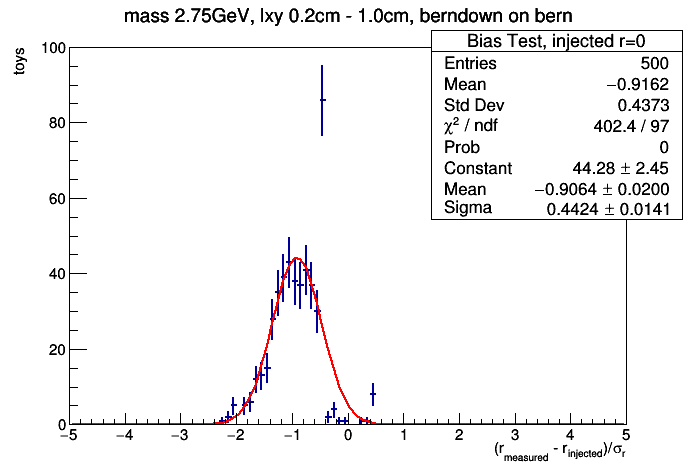 mass 2.75GeV, lxy 0.2cm - 1.0cm, berndown on bern
Bias Test, injected r=0
Entries 500
Mean −0.9162
Std Dev 0.4373
χ² / ndf 402.4 / 97
Prob 0
Constant 44.28 ± 2.45
Mean −0.9064 ± 0.0200
Sigma 0.4424 ± 0.0141
toys
100
80
60
40
20
0
−5 −4 −3 −2 −1 0 1 2 3 4 5
(r_measured - r_injected)/σ_r